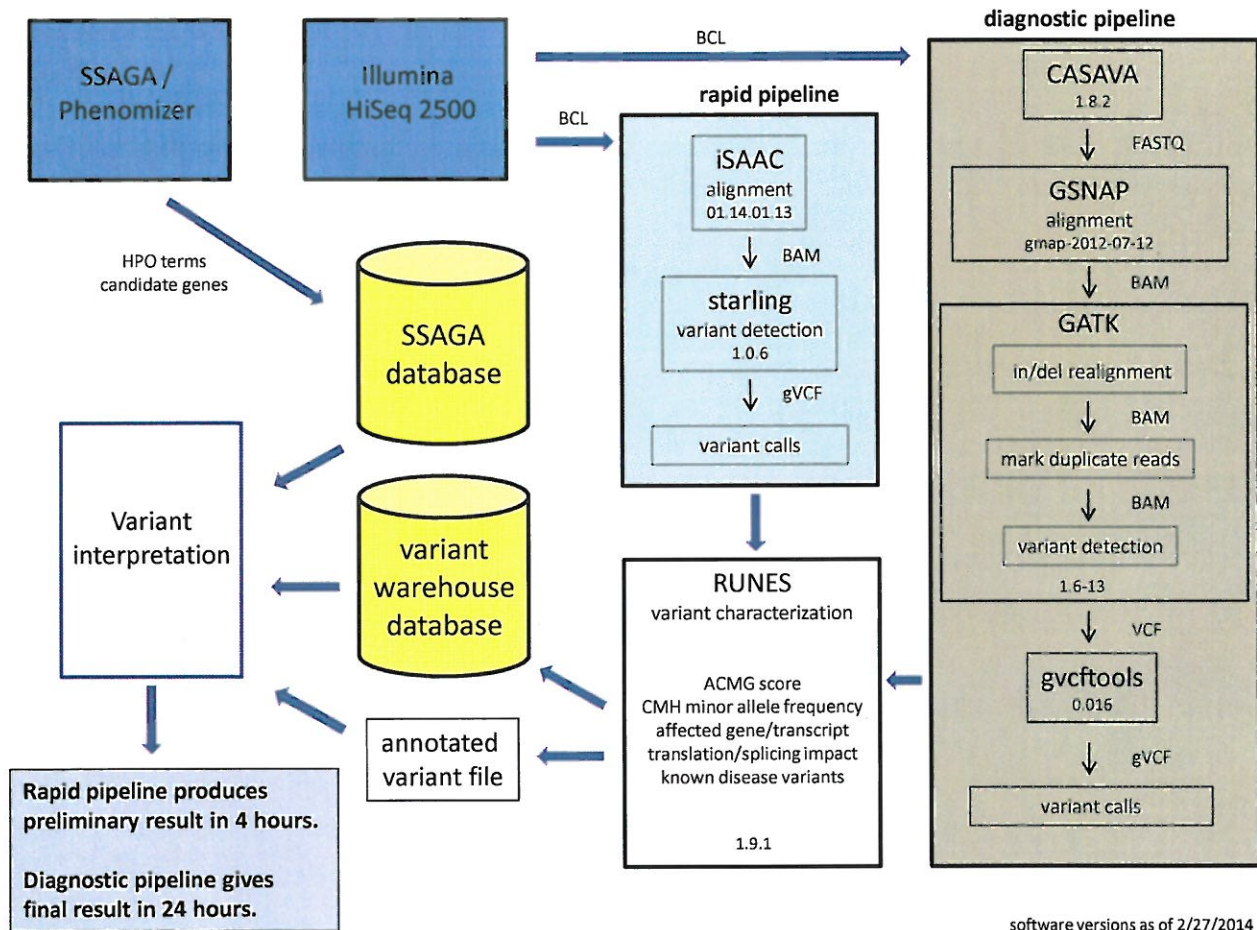 SSAGA /
Phenomizer
Illumina
HiSeq 2500
HPO terms
candidate genes
SSAGA
database
variant
warehouse
database
Variant
interpretation
annotated
variant file
Rapid pipeline produces
preliminary result in 4 hours.
Diagnostic pipeline gives
final result in 24 hours.
BCL
BCL
rapid pipeline
iSAAC
alignment
01.14.01.13
BAM
starling
variant detection
1.0.6
gVCF
variant calls
RUNES
variant characterization
ACMG score
CMH minor allele frequency
affected gene/transcript
translation/splicing impact
known disease variants
1.9.1
diagnostic pipeline
CASAVA
1.8.2
FASTQ
GSNAP
alignment
gmap-2012-07-12
BAM
GATK
in/del realignment
BAM
mark duplicate reads
BAM
variant detection
1.6-13
VCF
gvcftools
0.016
gVCF
variant calls
software versions as of 2/27/2014